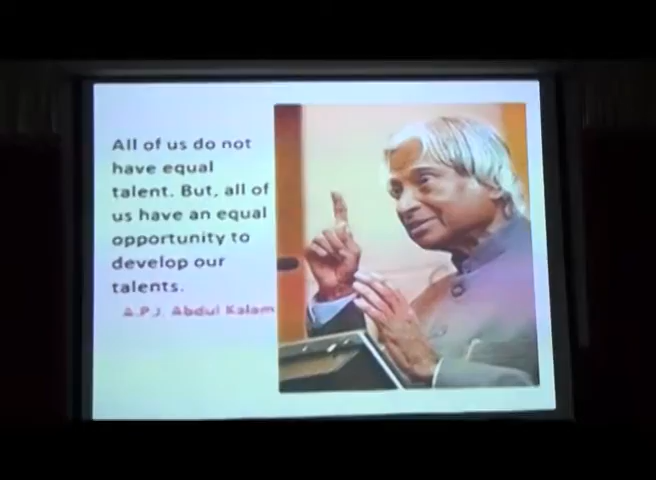 All of us do not
have equal
talent. But, all of
us have an equal
opportunity to
develop our
talents.
A.P.J. Abdul Kalam